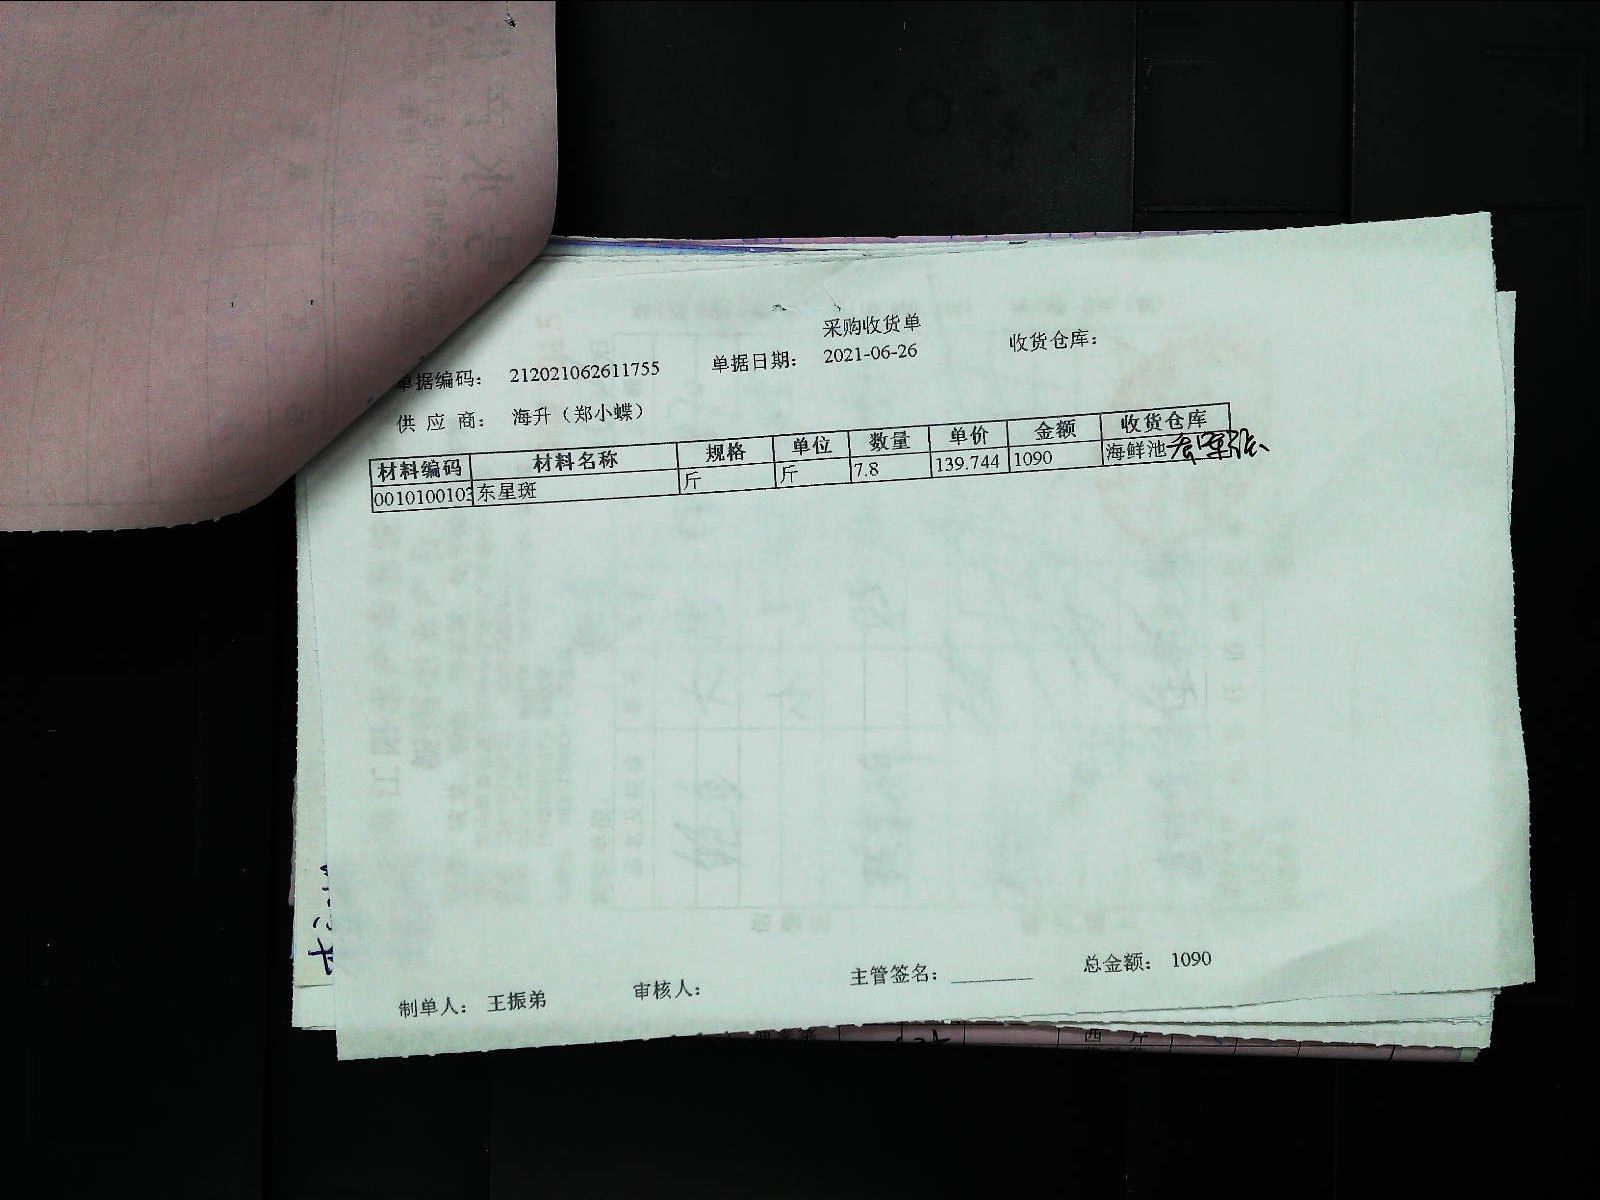 采购收货单
单据编码： 212021062611755 单据日期： 2021-06-26 收货仓库：
供 应 商： 海升（郑小蝶）
材料编码 材料名称 规格 单位 数量 单价 金额 收货仓库
0010100103 东星斑 斤 斤 7.8 139.744 1090 海鲜池
制单人： 王振弟 审核人： 主管签名： 总金额： 1090